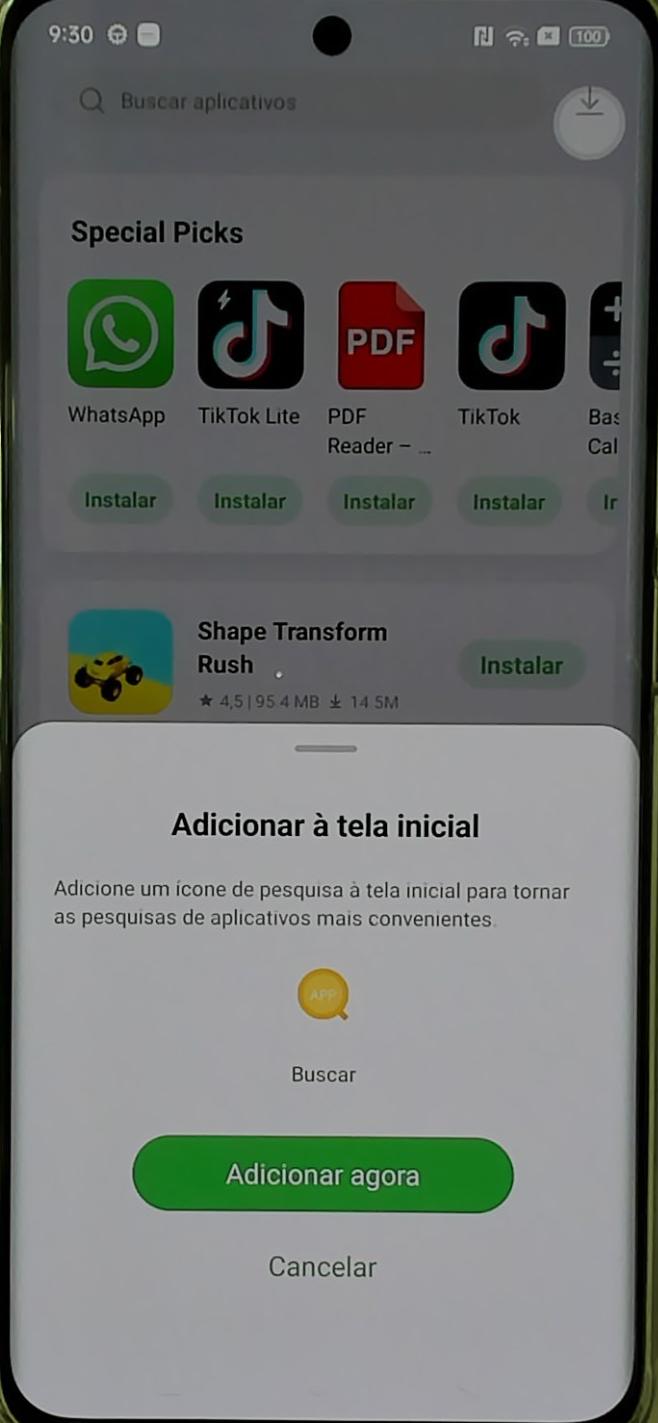 9:30
100
Buscar aplicativos
Special Picks
PDF
WhatsApp
TikTok Lite
PDF
Reader – ...
TikTok
Bas
Cal
Instalar
Instalar
Instalar
Instalar
Ir
Shape Transform
Rush
Instalar
★ 4,5 | 95.4 MB 14.5M
Adicionar à tela inicial
Adicione um ícone de pesquisa à tela inicial para tornar
as pesquisas de aplicativos mais convenientes.
APP
Buscar
Adicionar agora
Cancelar